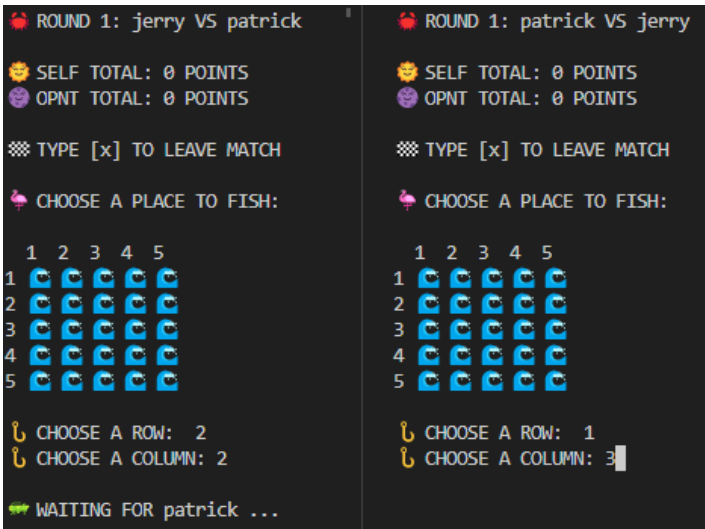 ROUND 1: jerry VS patrick
SELF TOTAL: 0 POINTS
OPNT TOTAL: 0 POINTS
TYPE [x] TO LEAVE MATCH
CHOOSE A PLACE TO FISH:
1 2 3 4 5
1
2
3
4
5
CHOOSE A ROW: 2
CHOOSE A COLUMN: 2
WAITING FOR patrick ...
ROUND 1: patrick VS jerry
SELF TOTAL: 0 POINTS
OPNT TOTAL: 0 POINTS
TYPE [x] TO LEAVE MATCH
CHOOSE A PLACE TO FISH:
1 2 3 4 5
1
2
3
4
5
CHOOSE A ROW: 1
CHOOSE A COLUMN: 3